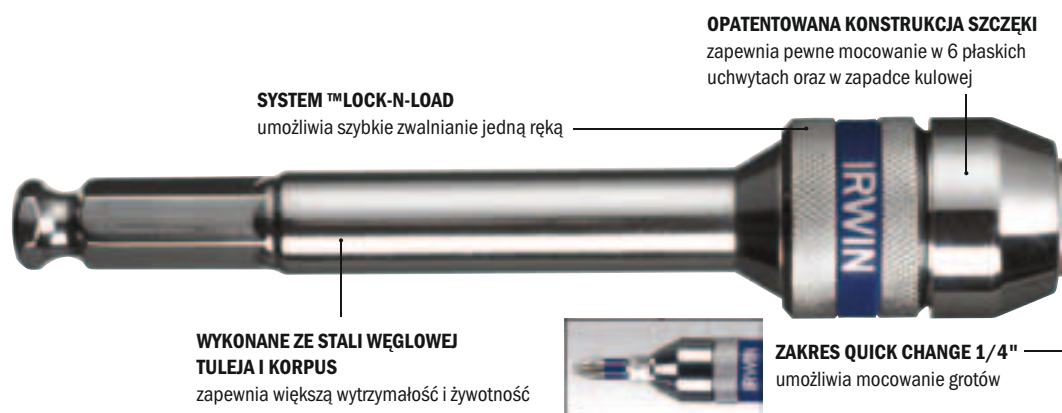 OPATENTOWANA KONSTRUKCJA SZCZĘKI
zapewnia pewne mocowanie w 6 płaskich
uchwytach oraz w zapadce kulowej
SYSTEM ™LOCK-N-LOAD
umożliwia szybkie zwalnianie jedną ręką
IRWIN
WYKONANE ZE STALI WĘGLOWEJ
TULEJA I KORPUS
zapewnia większą wytrzymałość i żywotność
IRWIN
ZAKRES QUICK CHANGE 1/4"
umożliwia mocowanie grotów